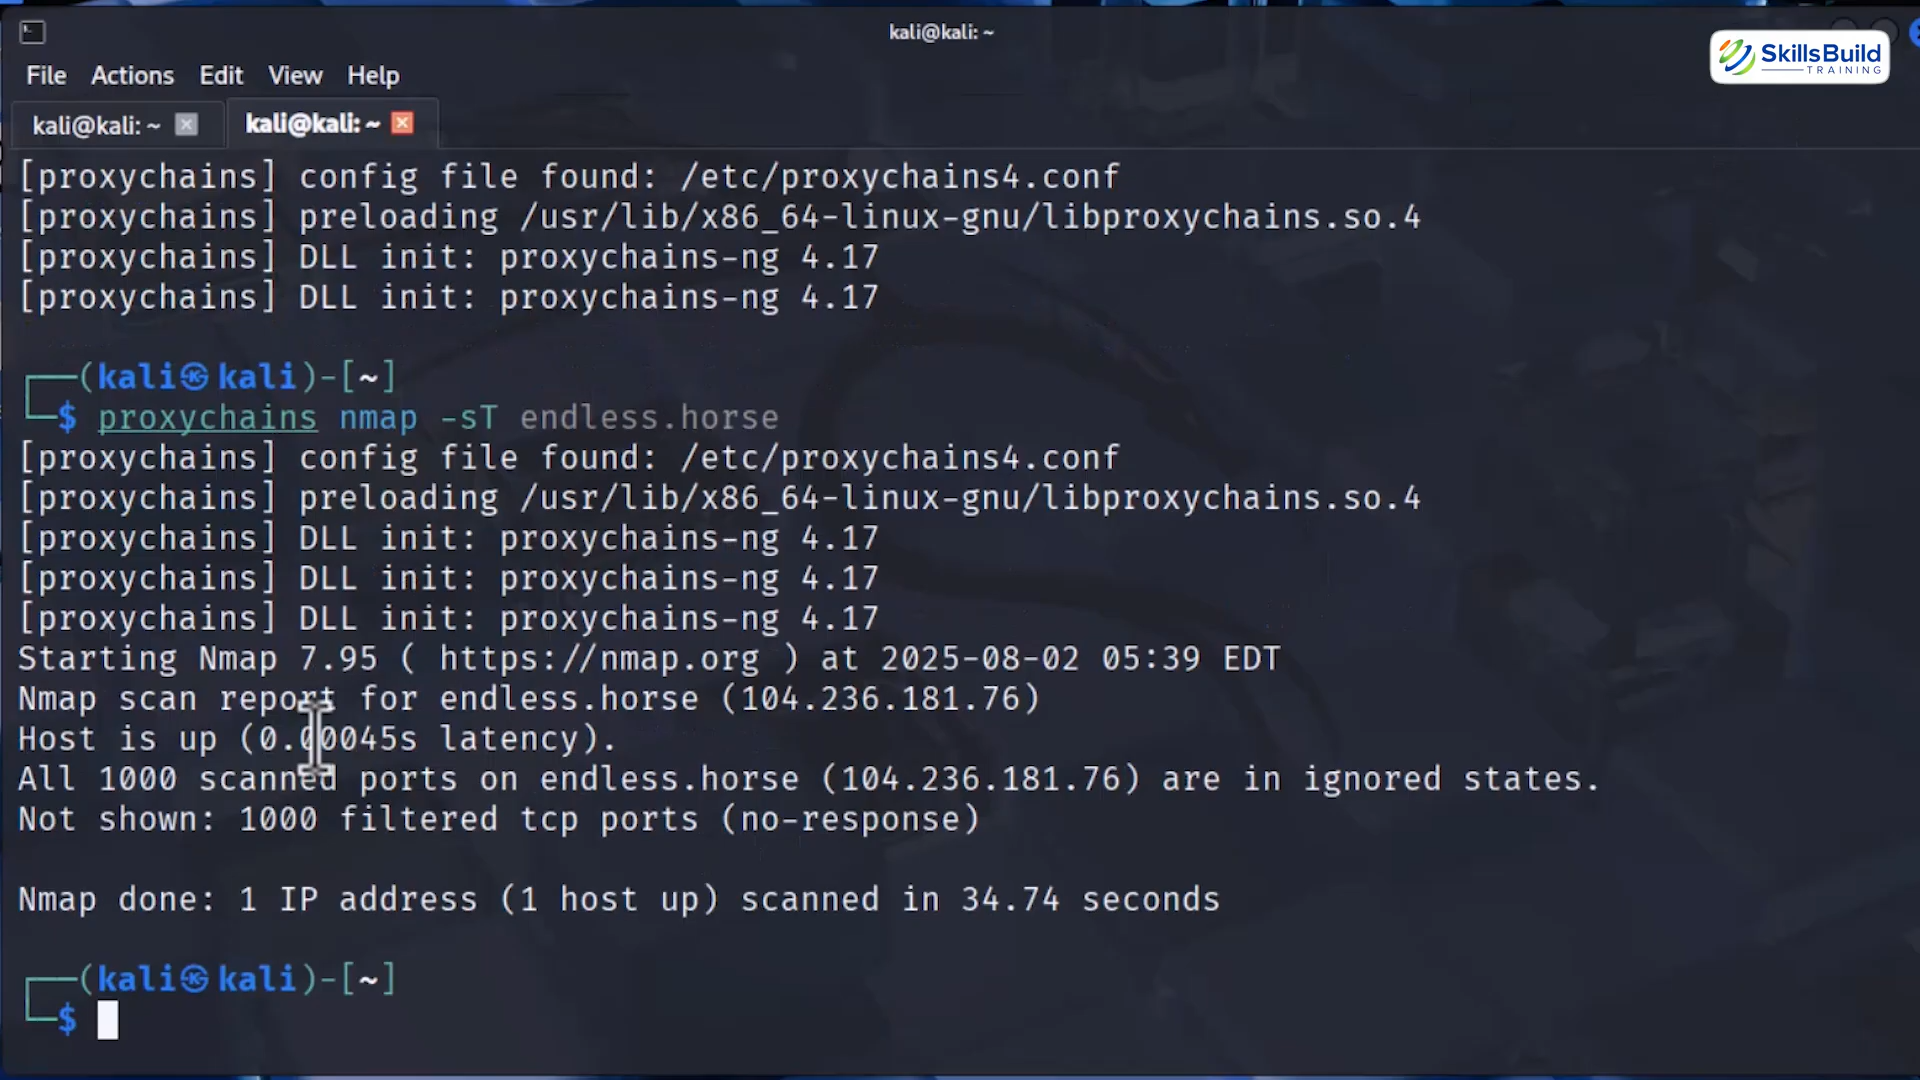 kali@kali: ~
SkillsBuild
TRAINING
File Actions Edit View Help
kali@kali: ~
kali@kali: ~
[proxychains] config file found: /etc/proxychains4.conf
[proxychains] preloading /usr/lib/x86_64-linux-gnu/libproxychains.so.4
[proxychains] DLL init: proxychains-ng 4.17
[proxychains] DLL init: proxychains-ng 4.17
┌──(kali㉿kali)-[~]
└─$ proxychains nmap -sT endless.horse
[proxychains] config file found: /etc/proxychains4.conf
[proxychains] preloading /usr/lib/x86_64-linux-gnu/libproxychains.so.4
[proxychains] DLL init: proxychains-ng 4.17
[proxychains] DLL init: proxychains-ng 4.17
[proxychains] DLL init: proxychains-ng 4.17
Starting Nmap 7.95 ( https://nmap.org ) at 2025-08-02 05:39 EDT
Nmap scan report for endless.horse (104.236.181.76)
Host is up (0.00045s latency).
All 1000 scanned ports on endless.horse (104.236.181.76) are in ignored states.
Not shown: 1000 filtered tcp ports (no-response)
Nmap done: 1 IP address (1 host up) scanned in 34.74 seconds
┌──(kali㉿kali)-[~]
└─$